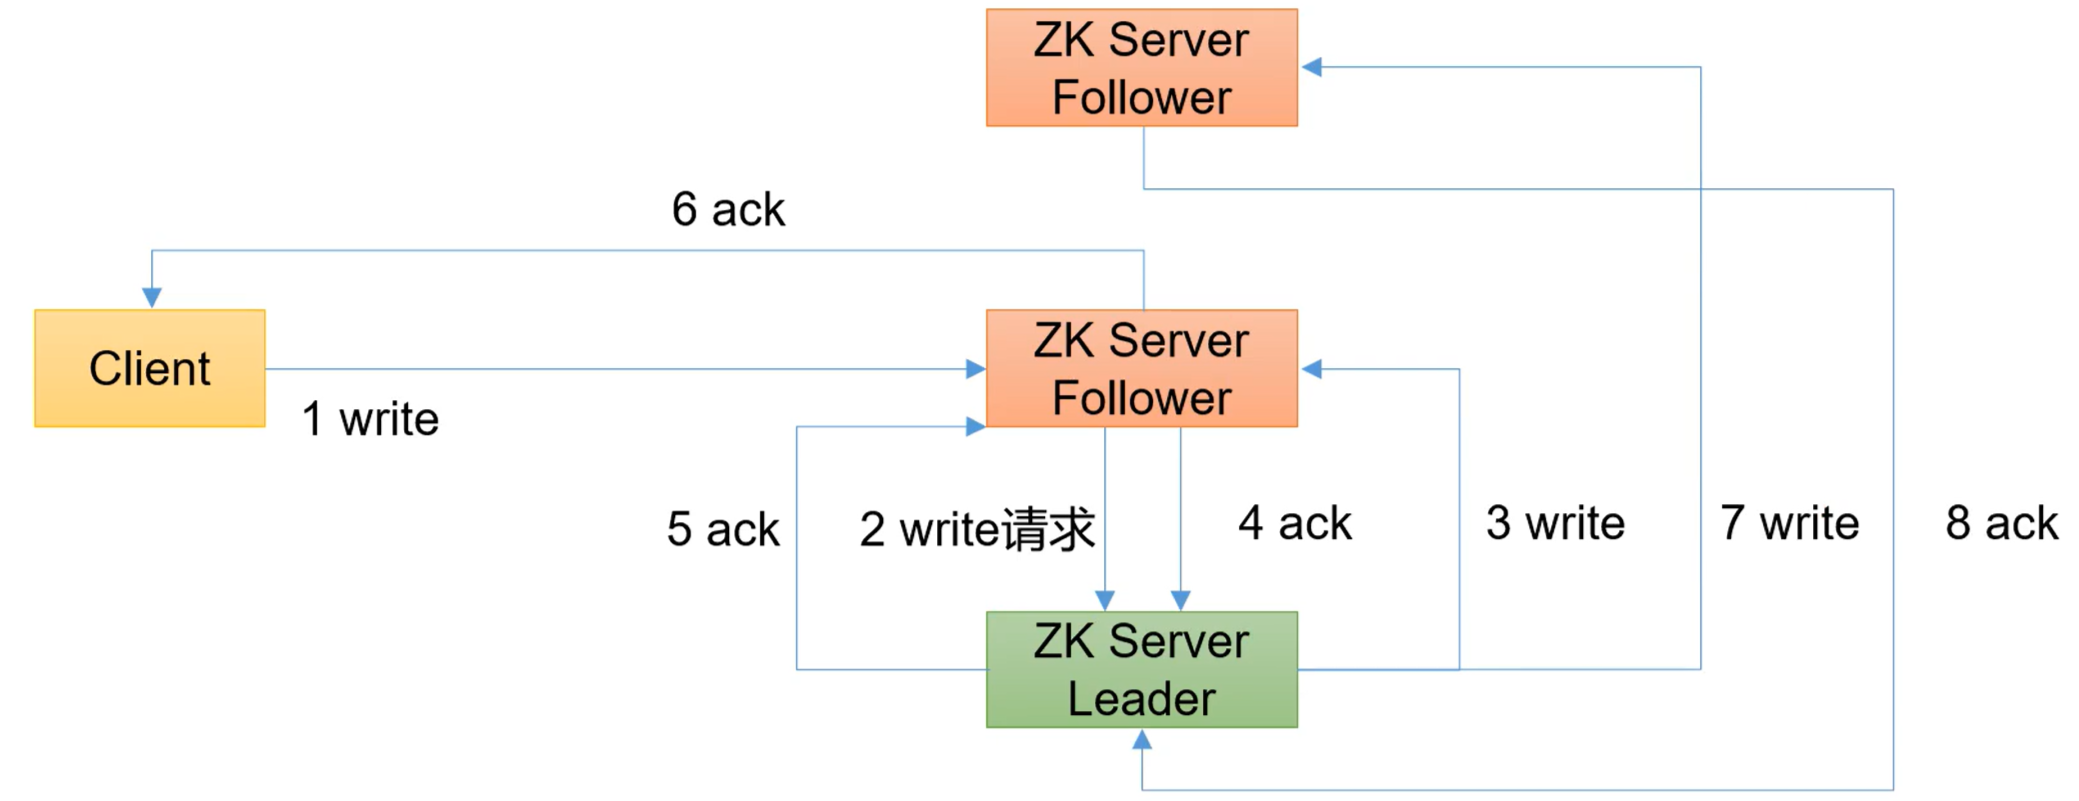 ZK Server
Follower
6 ack
Client
1 write
ZK Server
Follower
5 ack
2 write请求
4 ack
3 write
7 write
8 ack
ZK Server
Leader